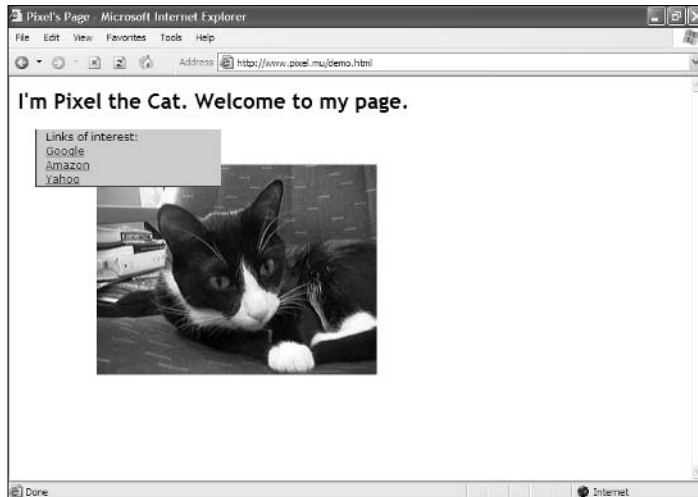 Pixel's Page - Microsoft Internet Explorer
File Edit View Favorites Tools Help
Address http://www.pixel.mu/demo.html
I'm Pixel the Cat. Welcome to my page.
Links of interest:
Google
Amazon
Yahoo
Done
Internet